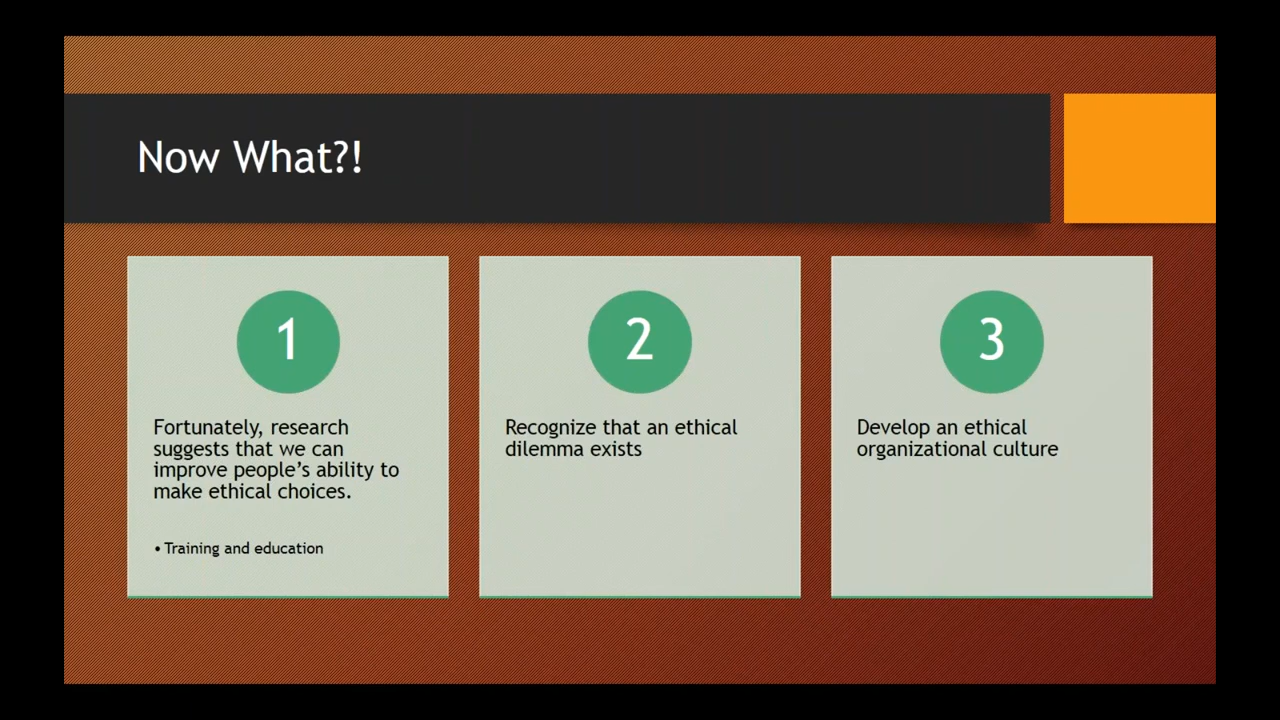 Now What?!
1
Fortunately, research
suggests that we can
improve people’s ability to
make ethical choices.
• Training and education
2
Recognize that an ethical
dilemma exists
3
Develop an ethical
organizational culture